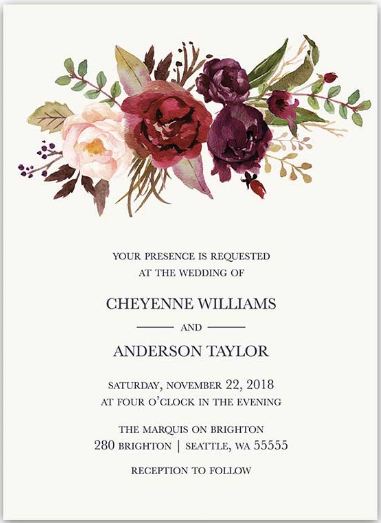 YOUR PRESENCE IS REQUESTED
AT THE WEDDING OF
CHEYENNE WILLIAMS
AND
ANDERSON TAYLOR
SATURDAY, NOVEMBER 22, 2018
AT FOUR O'CLOCK IN THE EVENING
THE MARQUIS ON BRIGHTON
280 BRIGHTON | SEATTLE, WA 55555
RECEPTION TO FOLLOW